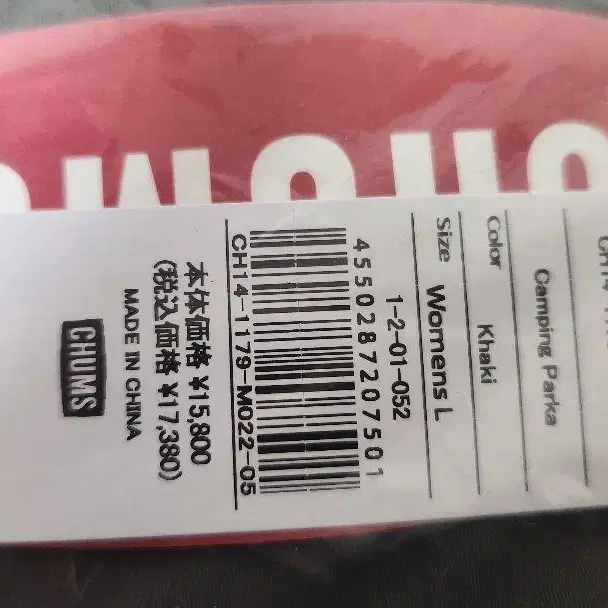 CHUMS
Camping Parka
Color Khaki
Size Womens L
1-2-01-052
4550287207501
CH14-1179-M022-05
本体価格 ¥15,800
(税込価格 ¥17,380)
MADE IN CHINA
CHUMS